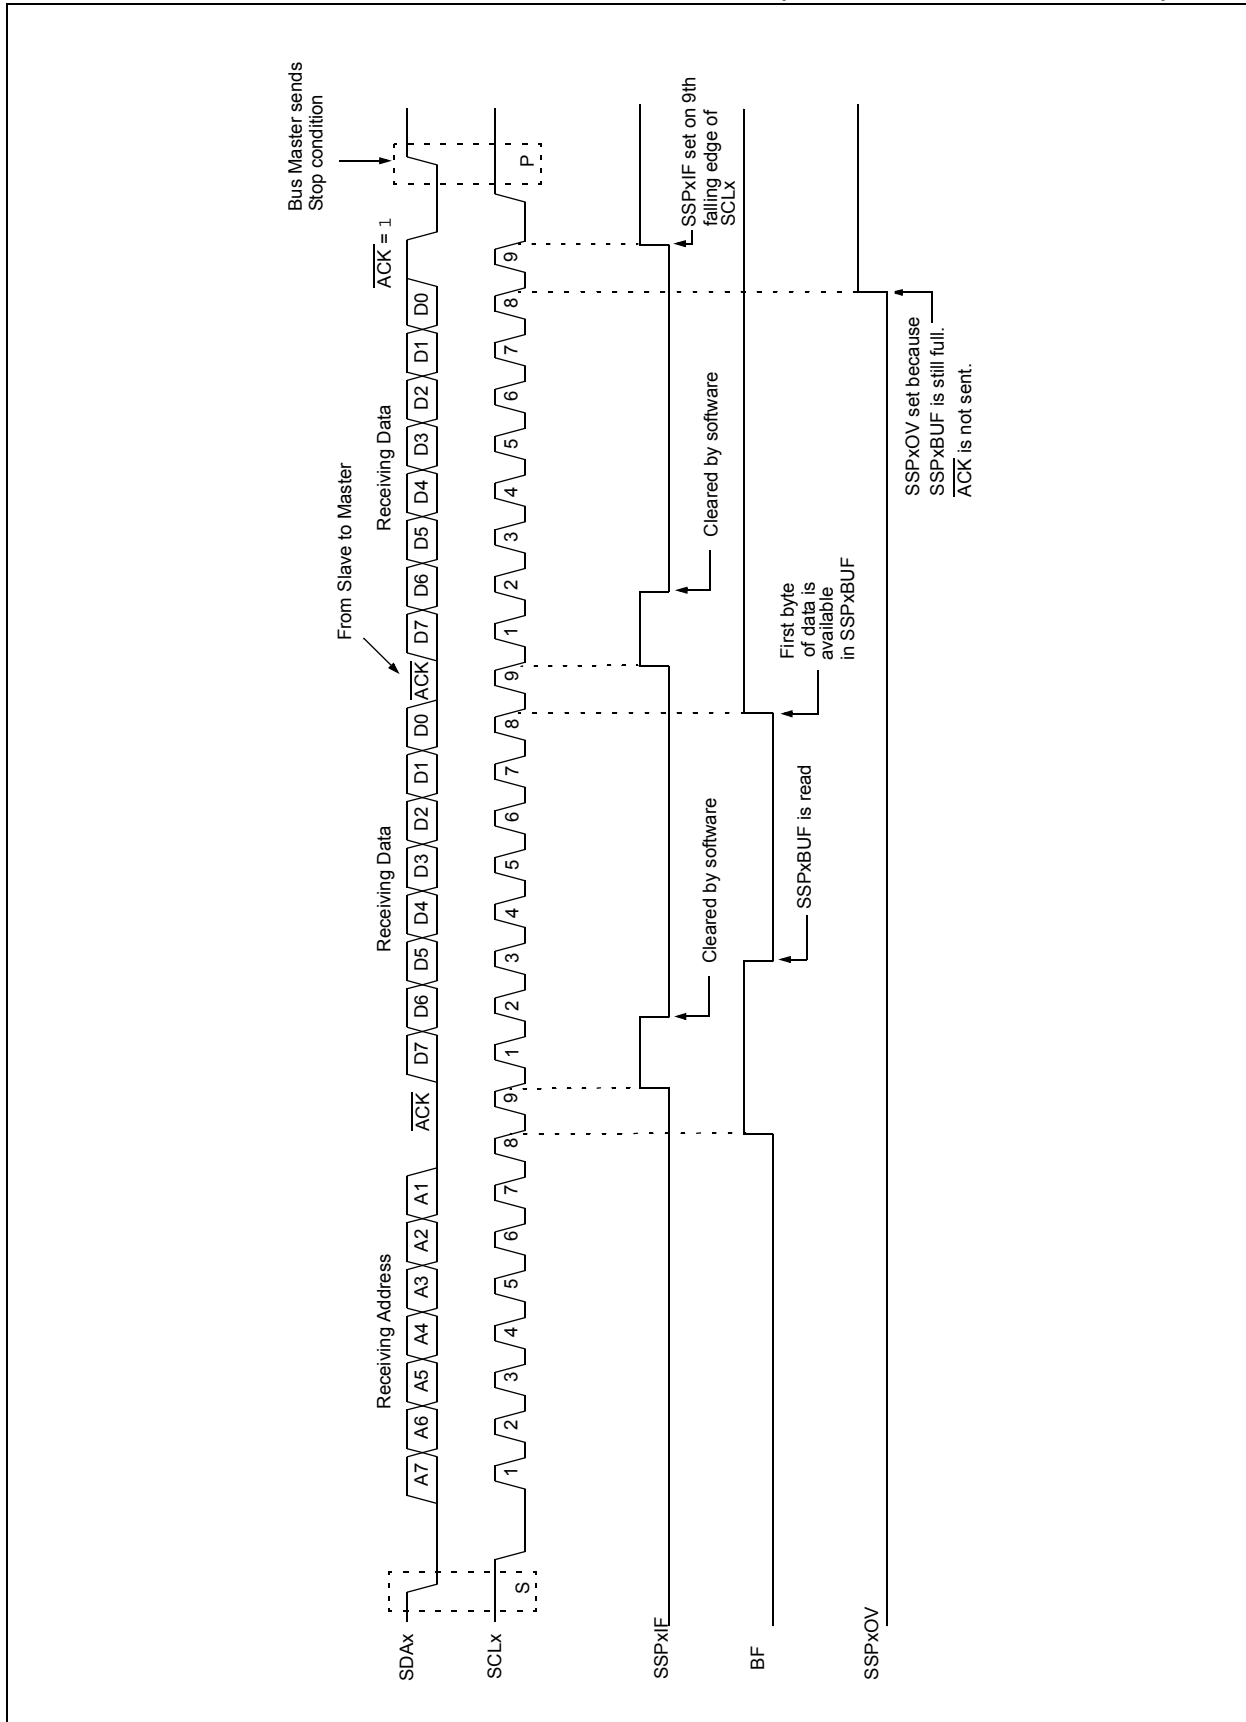 Bus Master sends
Stop condition
From Slave to Master
Receiving Address
Receiving Data
Receiving Data
ACK = 1
SDAx
A7 A6 A5 A4 A3 A2 A1 ACK D7 D6 D5 D4 D3 D2 D1 D0 ACK D7 D6 D5 D4 D3 D2 D1 D0
SCLx
S 1 2 3 4 5 6 7 8 9 1 2 3 4 5 6 7 8 9 1 2 3 4 5 6 7 8 9 P
SSPxIF
Cleared by software
Cleared by software
SSPxIF set on 9th
falling edge of
SCLx
BF
SSPxBUF is read
First byte
of data is
available
in SSPxBUF
SSPxOV
SSPxOV set because
SSPxBUF is still full.
ACK is not sent.